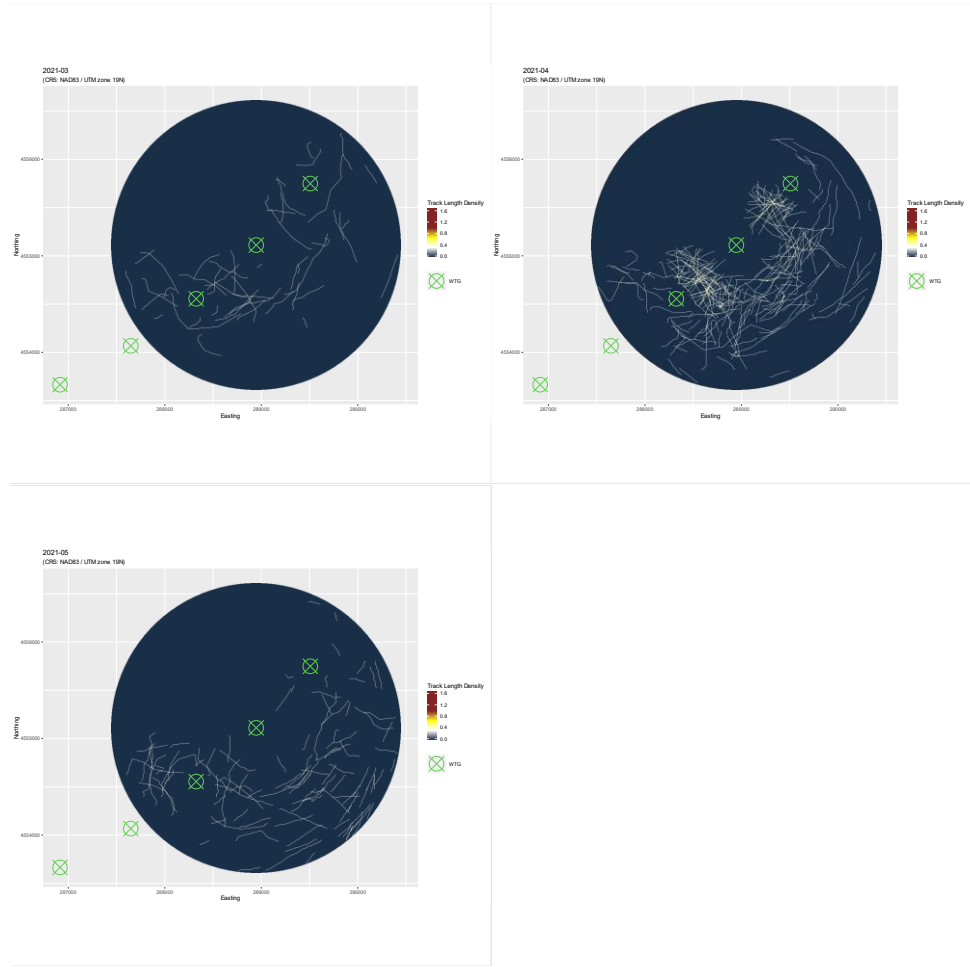 2021-03
(CRS: NAD83 / UTM zone 19N)
4556000
4555000
4554000
Northing
287000 288000 289000 290000
Easting
Track Length Density
1.6
1.2
0.8
0.4
0.0
WTG
2021-04
(CRS: NAD83 / UTM zone 19N)
4556000
4555000
4554000
Northing
287000 288000 289000 290000
Easting
Track Length Density
1.6
1.2
0.8
0.4
0.0
WTG
2021-05
(CRS: NAD83 / UTM zone 19N)
4556000
4555000
4554000
Northing
287000 288000 289000 290000
Easting
Track Length Density
1.6
1.2
0.8
0.4
0.0
WTG